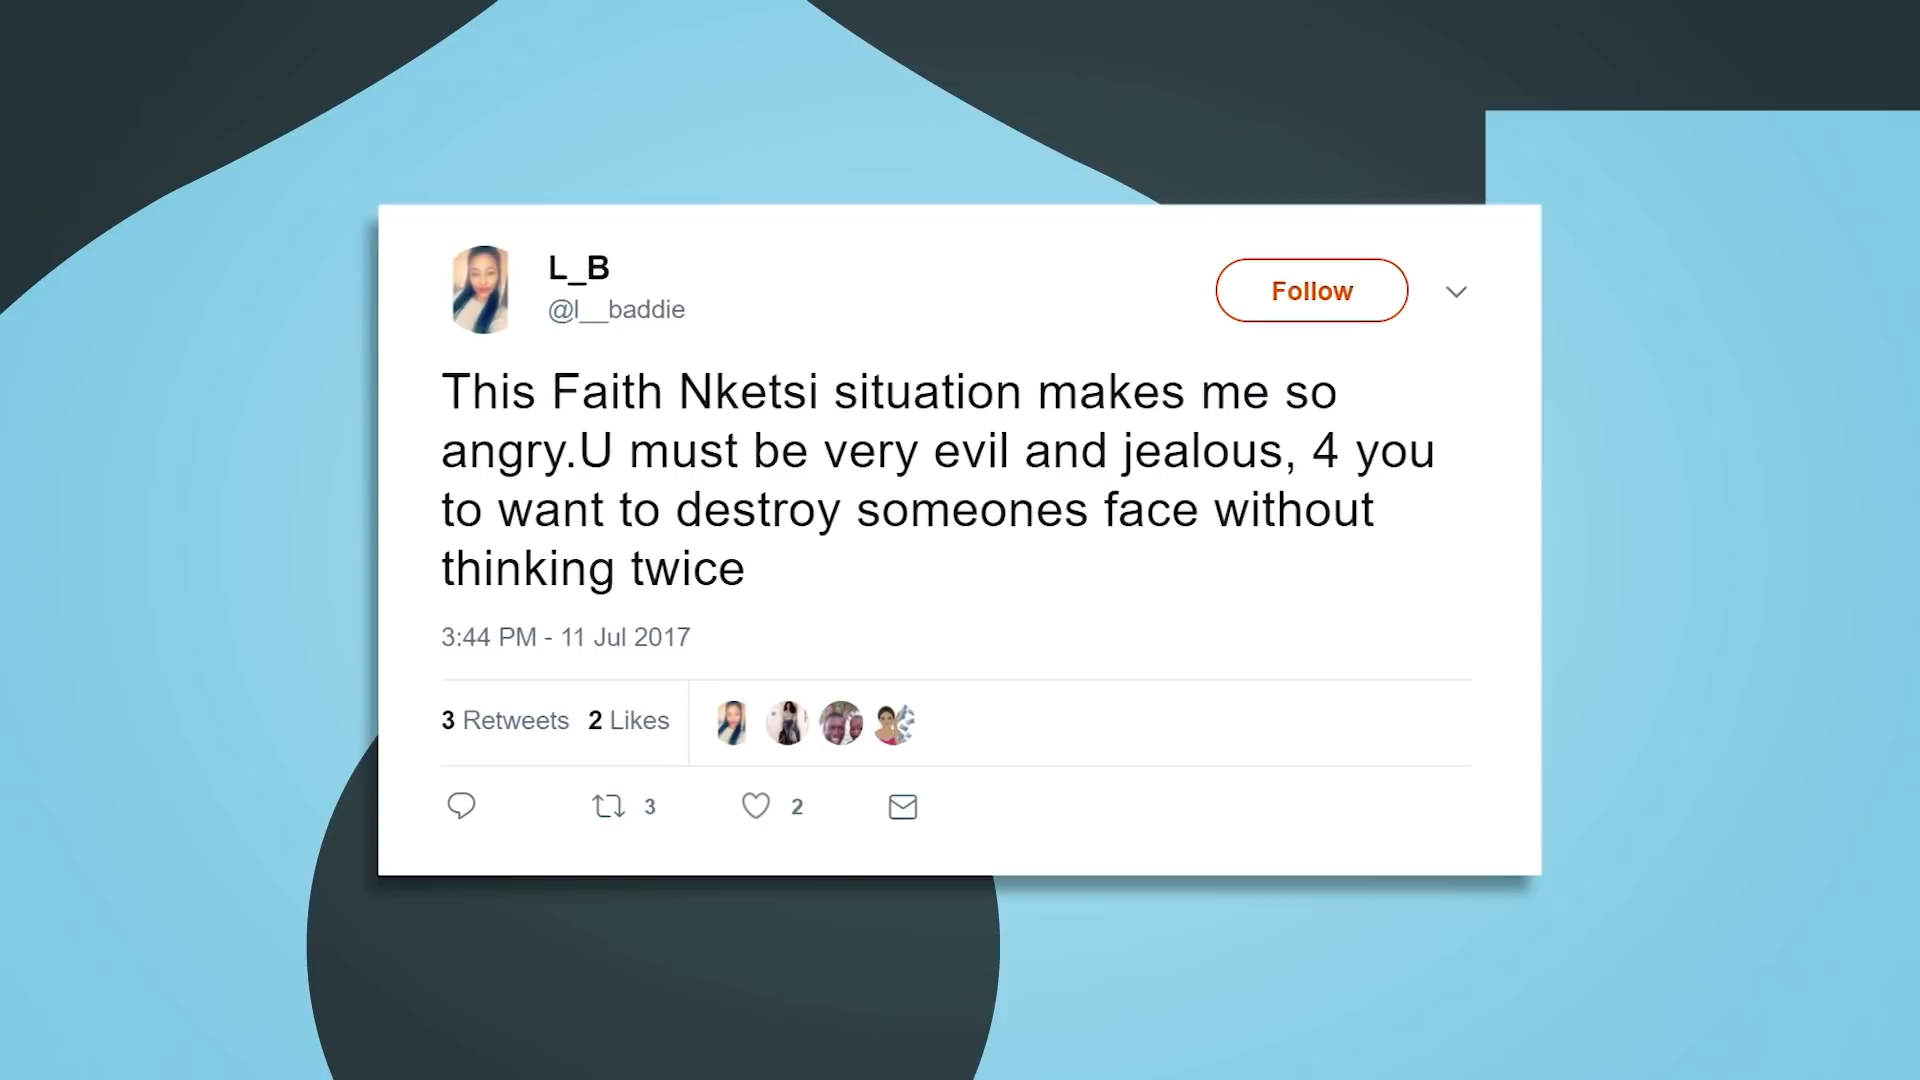 L_B
@l__baddie
Follow
This Faith Nketsi situation makes me so
angry.U must be very evil and jealous, 4 you
to want to destroy someones face without
thinking twice
3:44 PM - 11 Jul 2017
3 Retweets 2 Likes
3 2